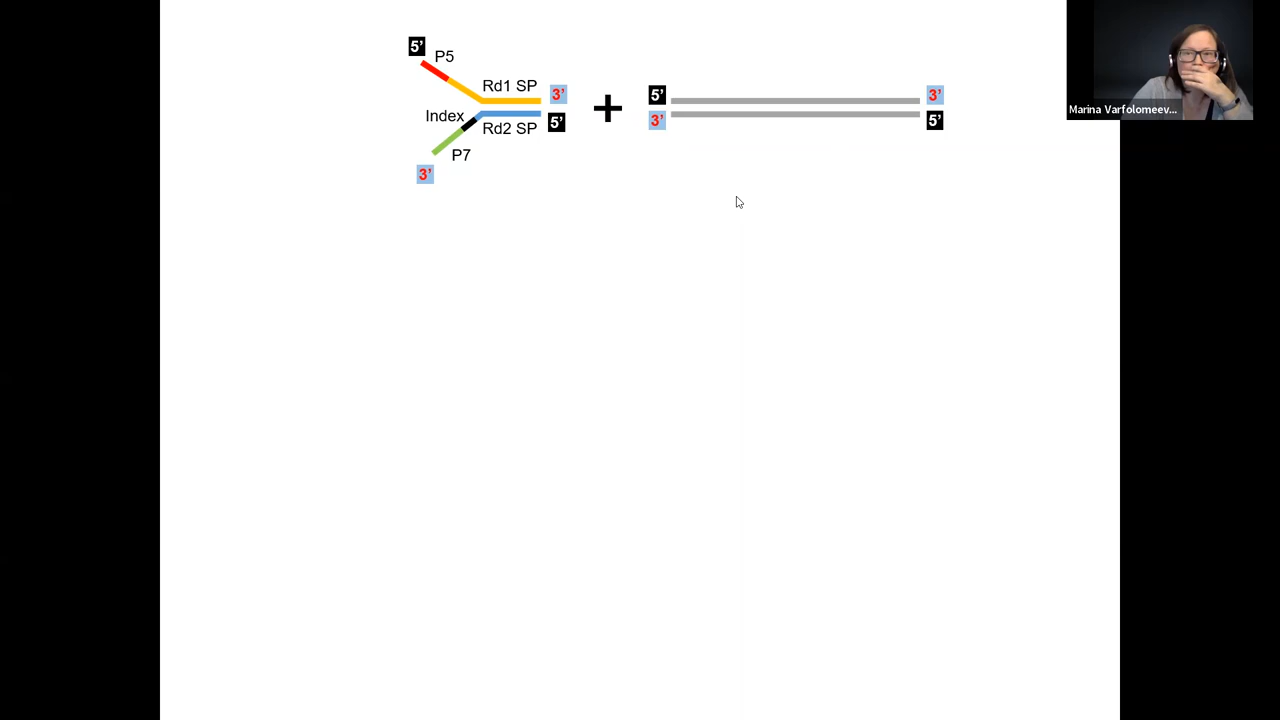 5’
P5
Rd1 SP
3’
Index
Rd2 SP
5’
P7
3’
+
5’
3’
3’
5’
Marina Varfolomeev...